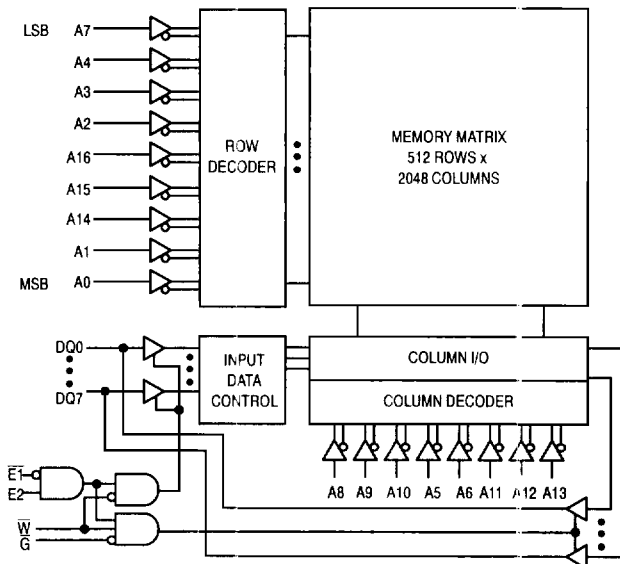 LSB A7
A4
A3
A2
A16
A15
A14
A1
MSB A0
ROW
DECODER
MEMORY MATRIX
512 ROWS x
2048 COLUMNS
DQ0
DQ7
INPUT
DATA
CONTROL
COLUMN I/O
COLUMN DECODER
A8 A9 A10 A5 A6 A11 A12 A13
E1
E2
W
G